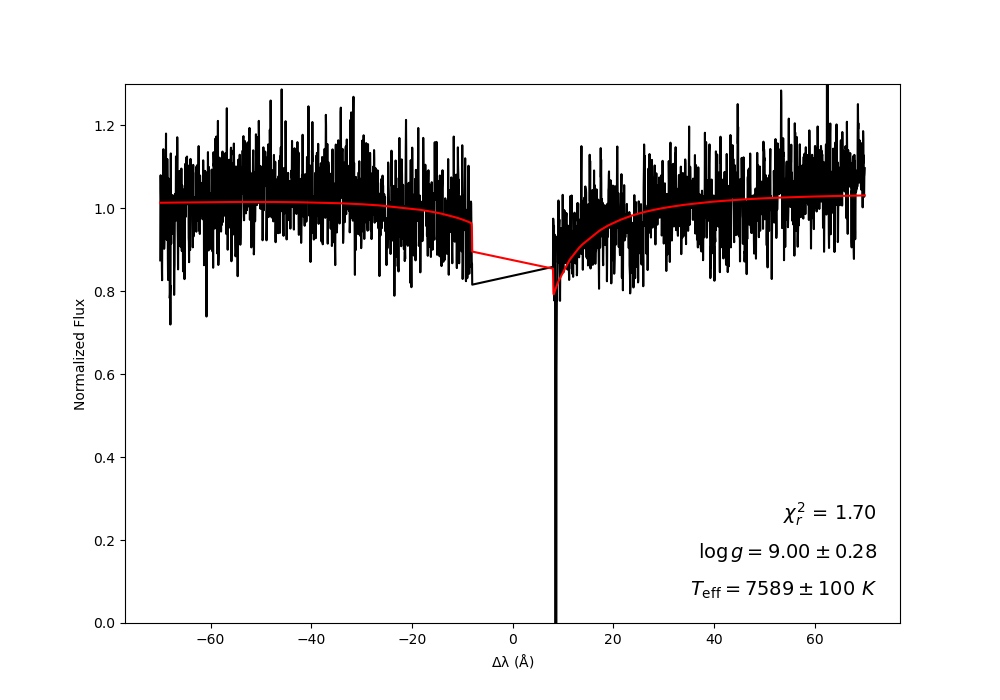 1.2
1.0
0.8
0.6
0.4
0.2
0.0
Normalized Flux
χ²ᵣ = 1.70
log g = 9.00 ± 0.28
T_eff = 7589 ± 100 K
−60 −40 −20 0 20 40 60
Δλ (Å)